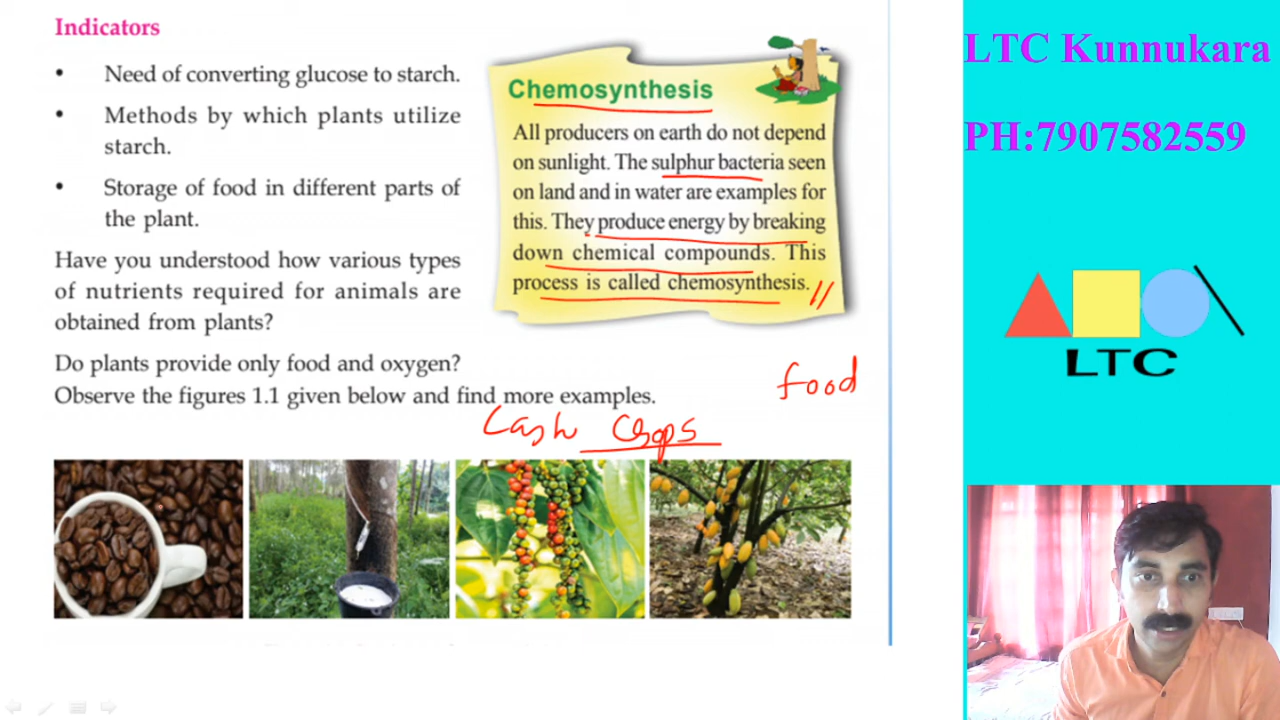 Indicators
• Need of converting glucose to starch.
• Methods by which plants utilize
starch.
• Storage of food in different parts of
the plant.
Have you understood how various types
of nutrients required for animals are
obtained from plants?
Do plants provide only food and oxygen?
Observe the figures 1.1 given below and find more examples.
Chemosynthesis
All producers on earth do not depend
on sunlight. The sulphur bacteria seen
on land and in water are examples for
this. They produce energy by breaking
down chemical compounds. This
process is called chemosynthesis.
food
Cash Crops
LTC Kunnukara
PH:7907582559
LTC